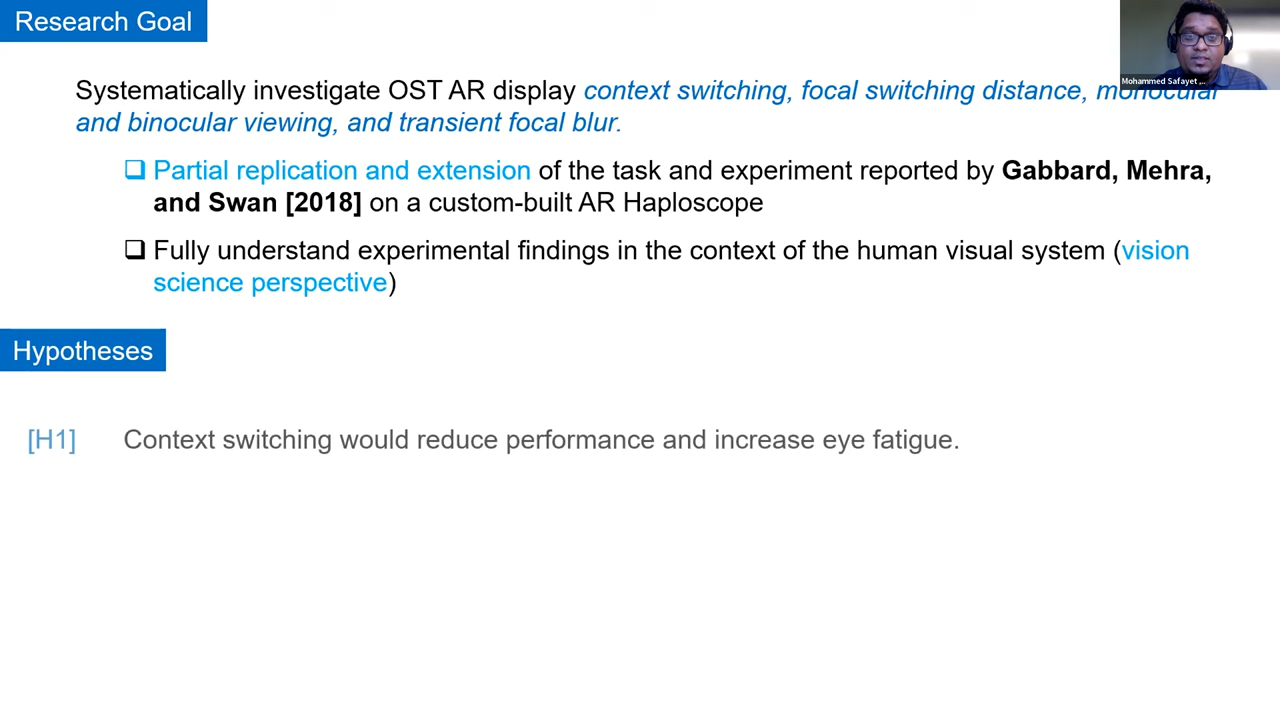 Research Goal
Mohammed Safayet ...
Systematically investigate OST AR display context switching, focal switching distance, monocular
and binocular viewing, and transient focal blur.
❑ Partial replication and extension of the task and experiment reported by Gabbard, Mehra,
and Swan [2018] on a custom-built AR Haploscope
❑ Fully understand experimental findings in the context of the human visual system (vision
science perspective)
Hypotheses
[H1] Context switching would reduce performance and increase eye fatigue.